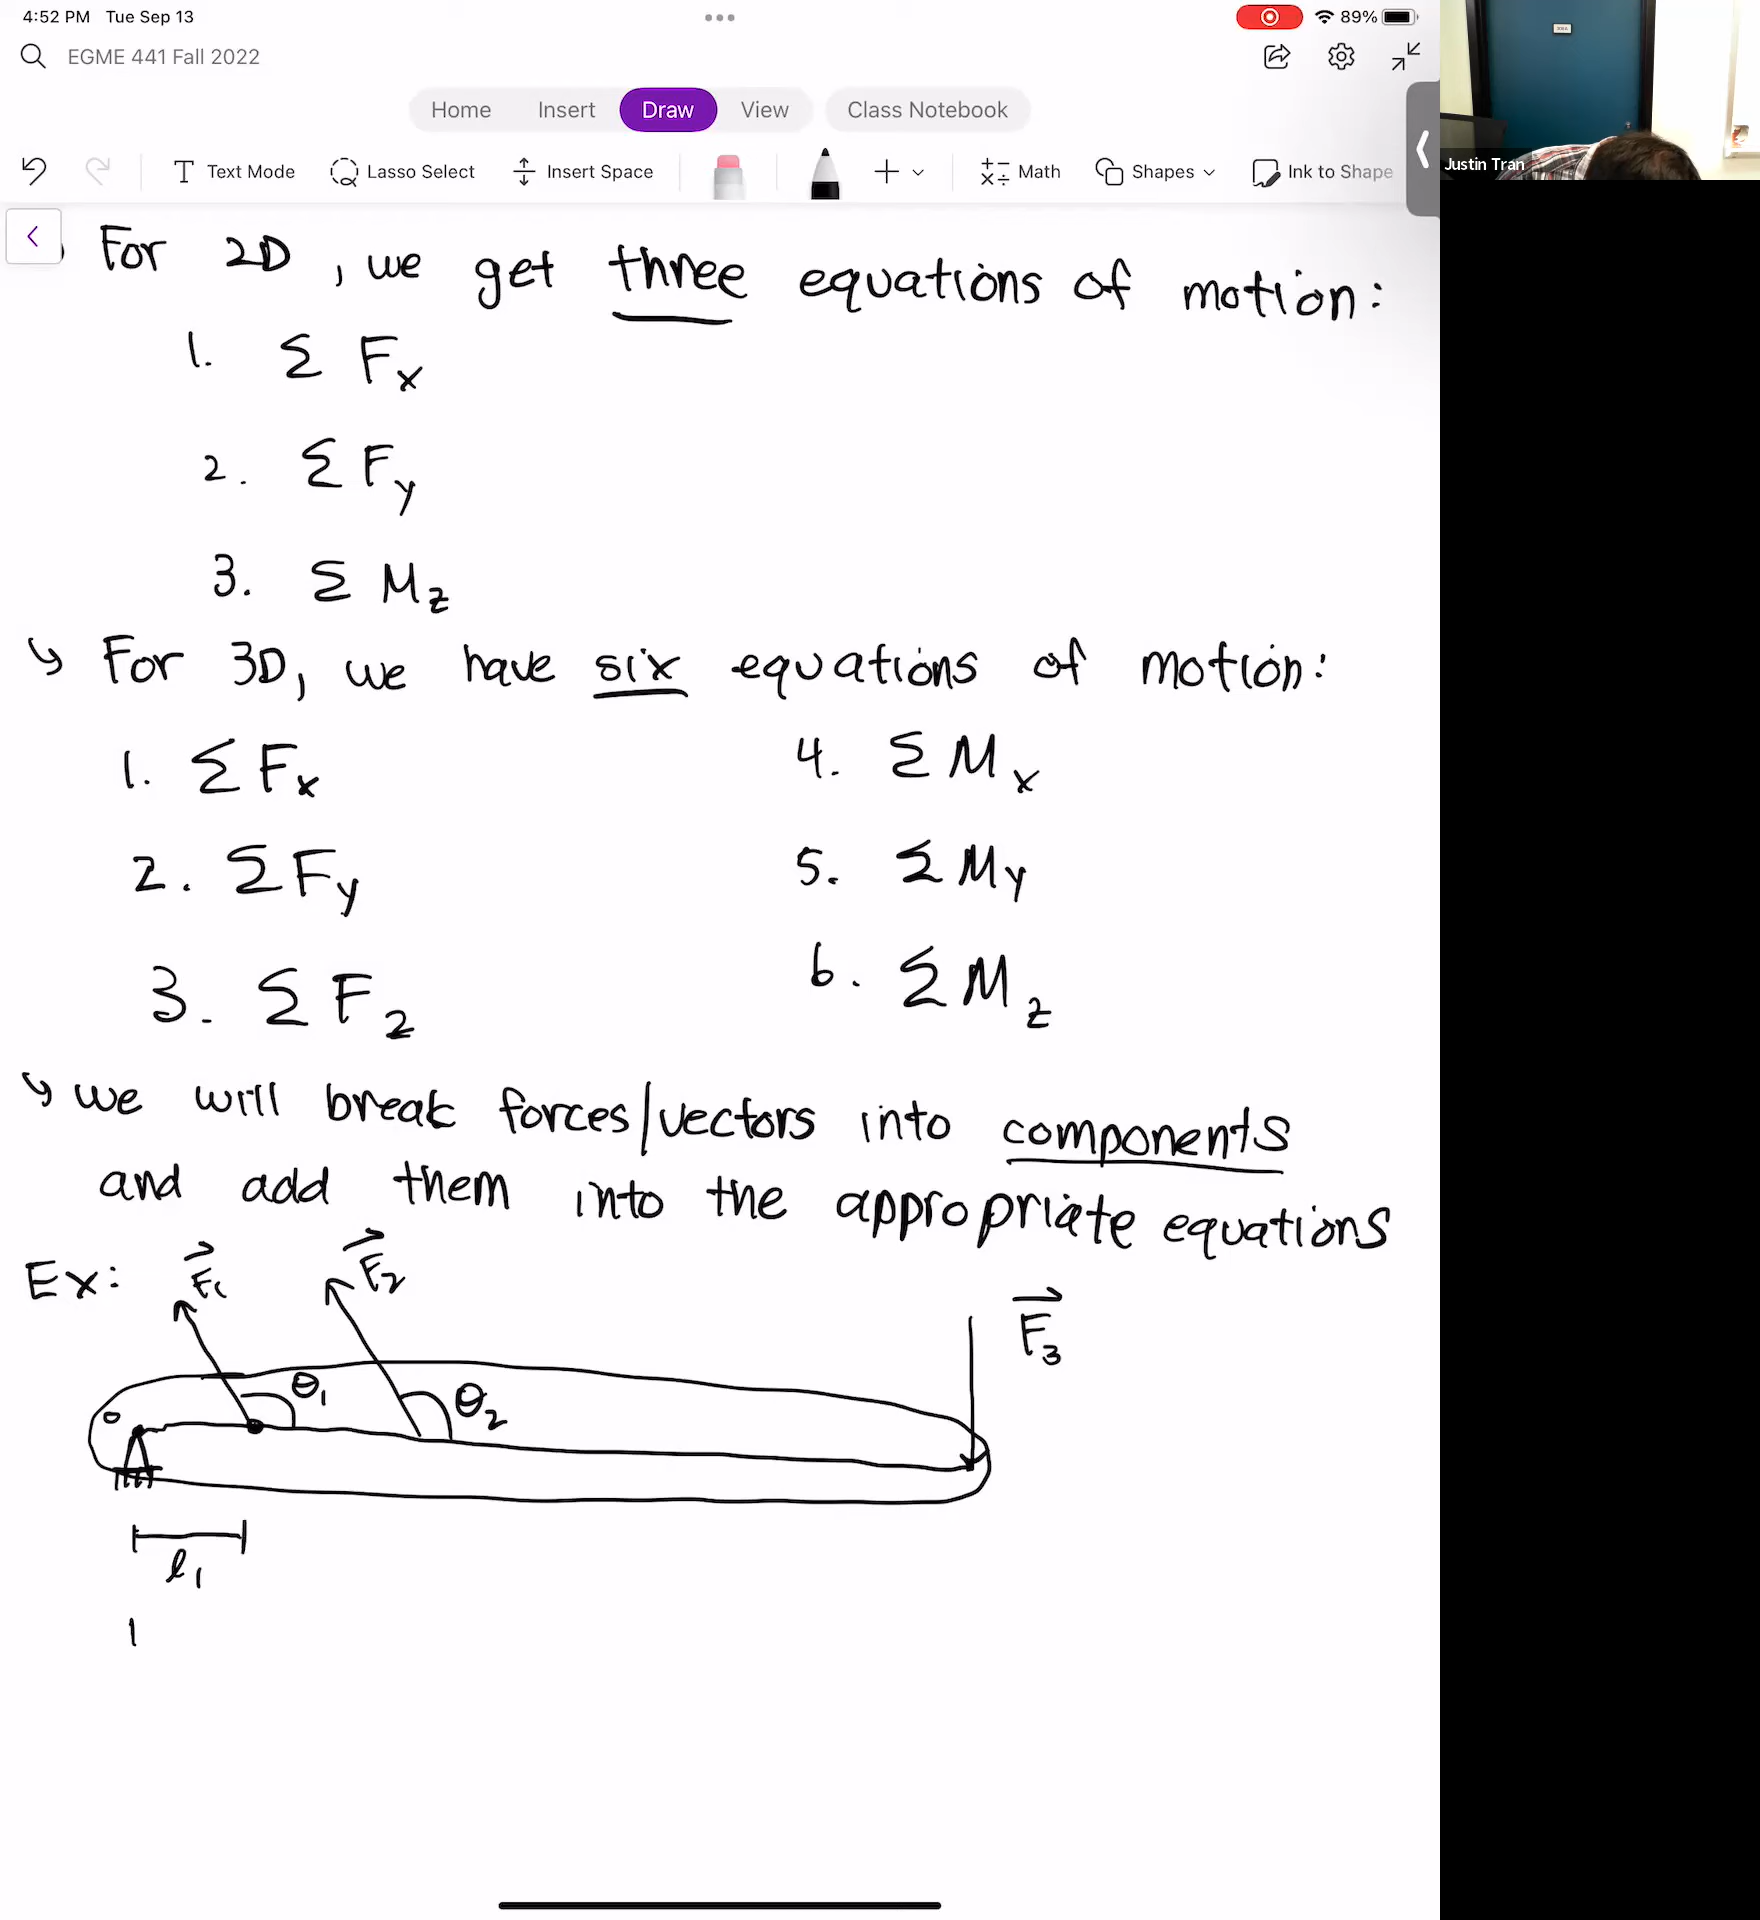 4:52 PM Tue Sep 13
89%
EGME 441 Fall 2022
Home Insert Draw View Class Notebook
Text Mode Lasso Select Insert Space Math Shapes Ink to Shape
Justin Tran
For 2D, we get three equations of motion:
1. Σ Fx
2. Σ Fy
3. Σ Mz
For 3D, we have six equations of motion:
1. Σ Fx 4. Σ Mx
2. Σ Fy 5. Σ My
3. Σ Fz 6. Σ Mz
we will break forces/vectors into components
and add them into the appropriate equations
Ex: F⃗1 F⃗2 F⃗3
θ1 θ2
o
l1